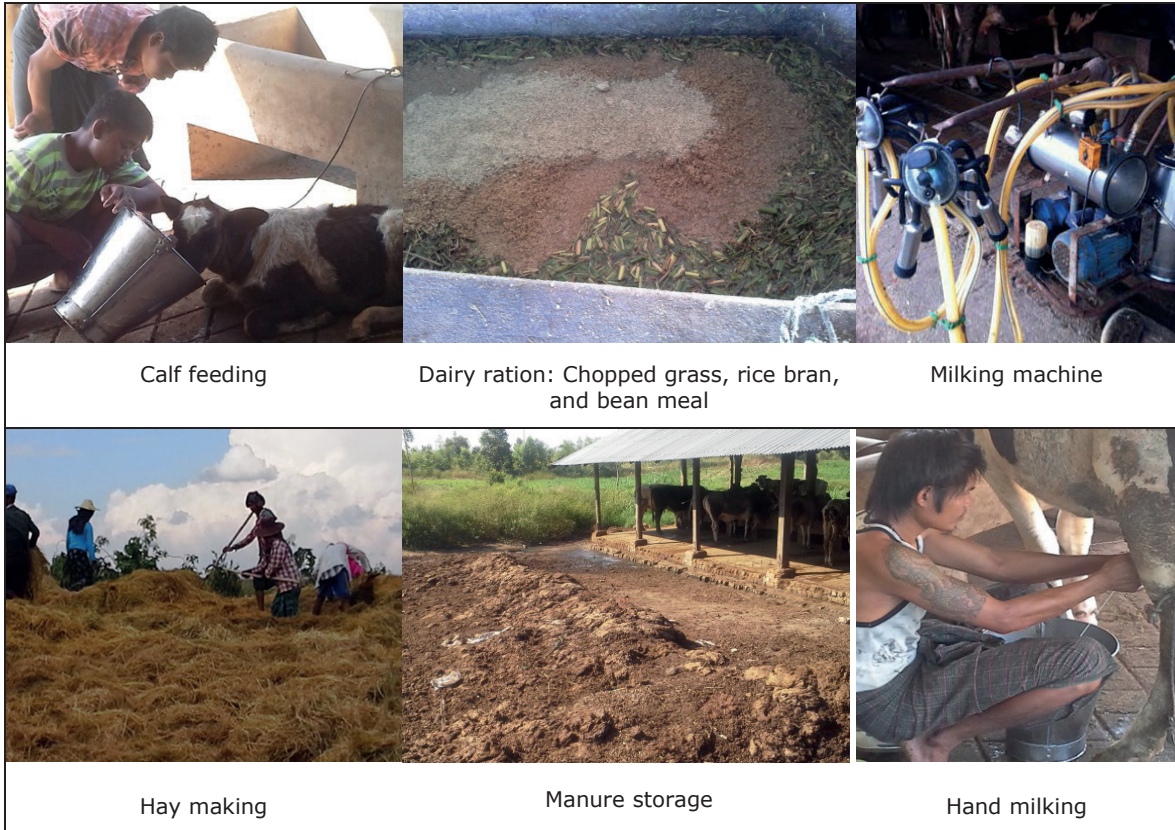 Calf feeding
Dairy ration: Chopped grass, rice bran,
and bean meal
Milking machine
Hay making
Manure storage
Hand milking